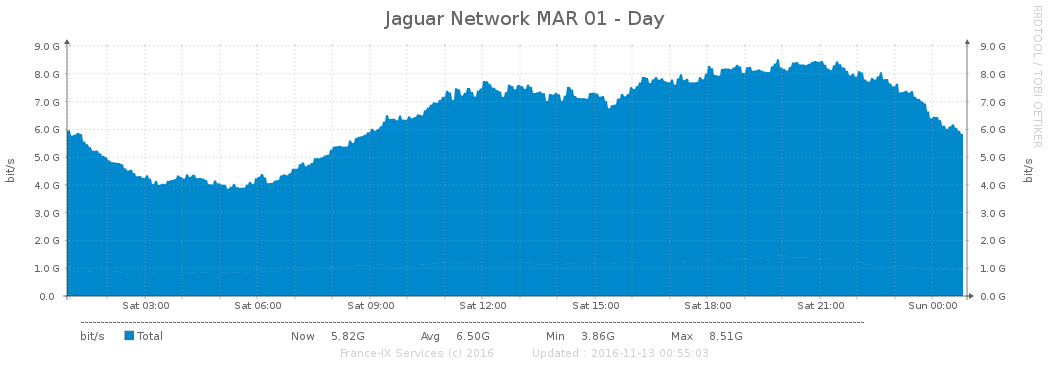 Jaguar Network MAR 01 - Day
RRDTOOL / TOBI OETIKER
9.0 G 9.0 G
8.0 G 8.0 G
7.0 G 7.0 G
6.0 G 6.0 G
5.0 G 5.0 G
4.0 G 4.0 G
3.0 G 3.0 G
2.0 G 2.0 G
1.0 G 1.0 G
0.0 0.0 G
bit/s bit/s
Sat 03:00 Sat 06:00 Sat 09:00 Sat 12:00 Sat 15:00 Sat 18:00 Sat 21:00 Sun 00:00
bit/s Total Now 5.82G Avg 6.50G Min 3.86G Max 8.51G
France-IX Services (c) 2016 Updated : 2016-11-13 00:55:03